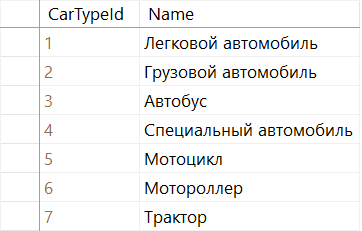 CarTypeId Name
1 Легковой автомобиль
2 Грузовой автомобиль
3 Автобус
4 Специальный автомобиль
5 Мотоцикл
6 Мотороллер
7 Трактор